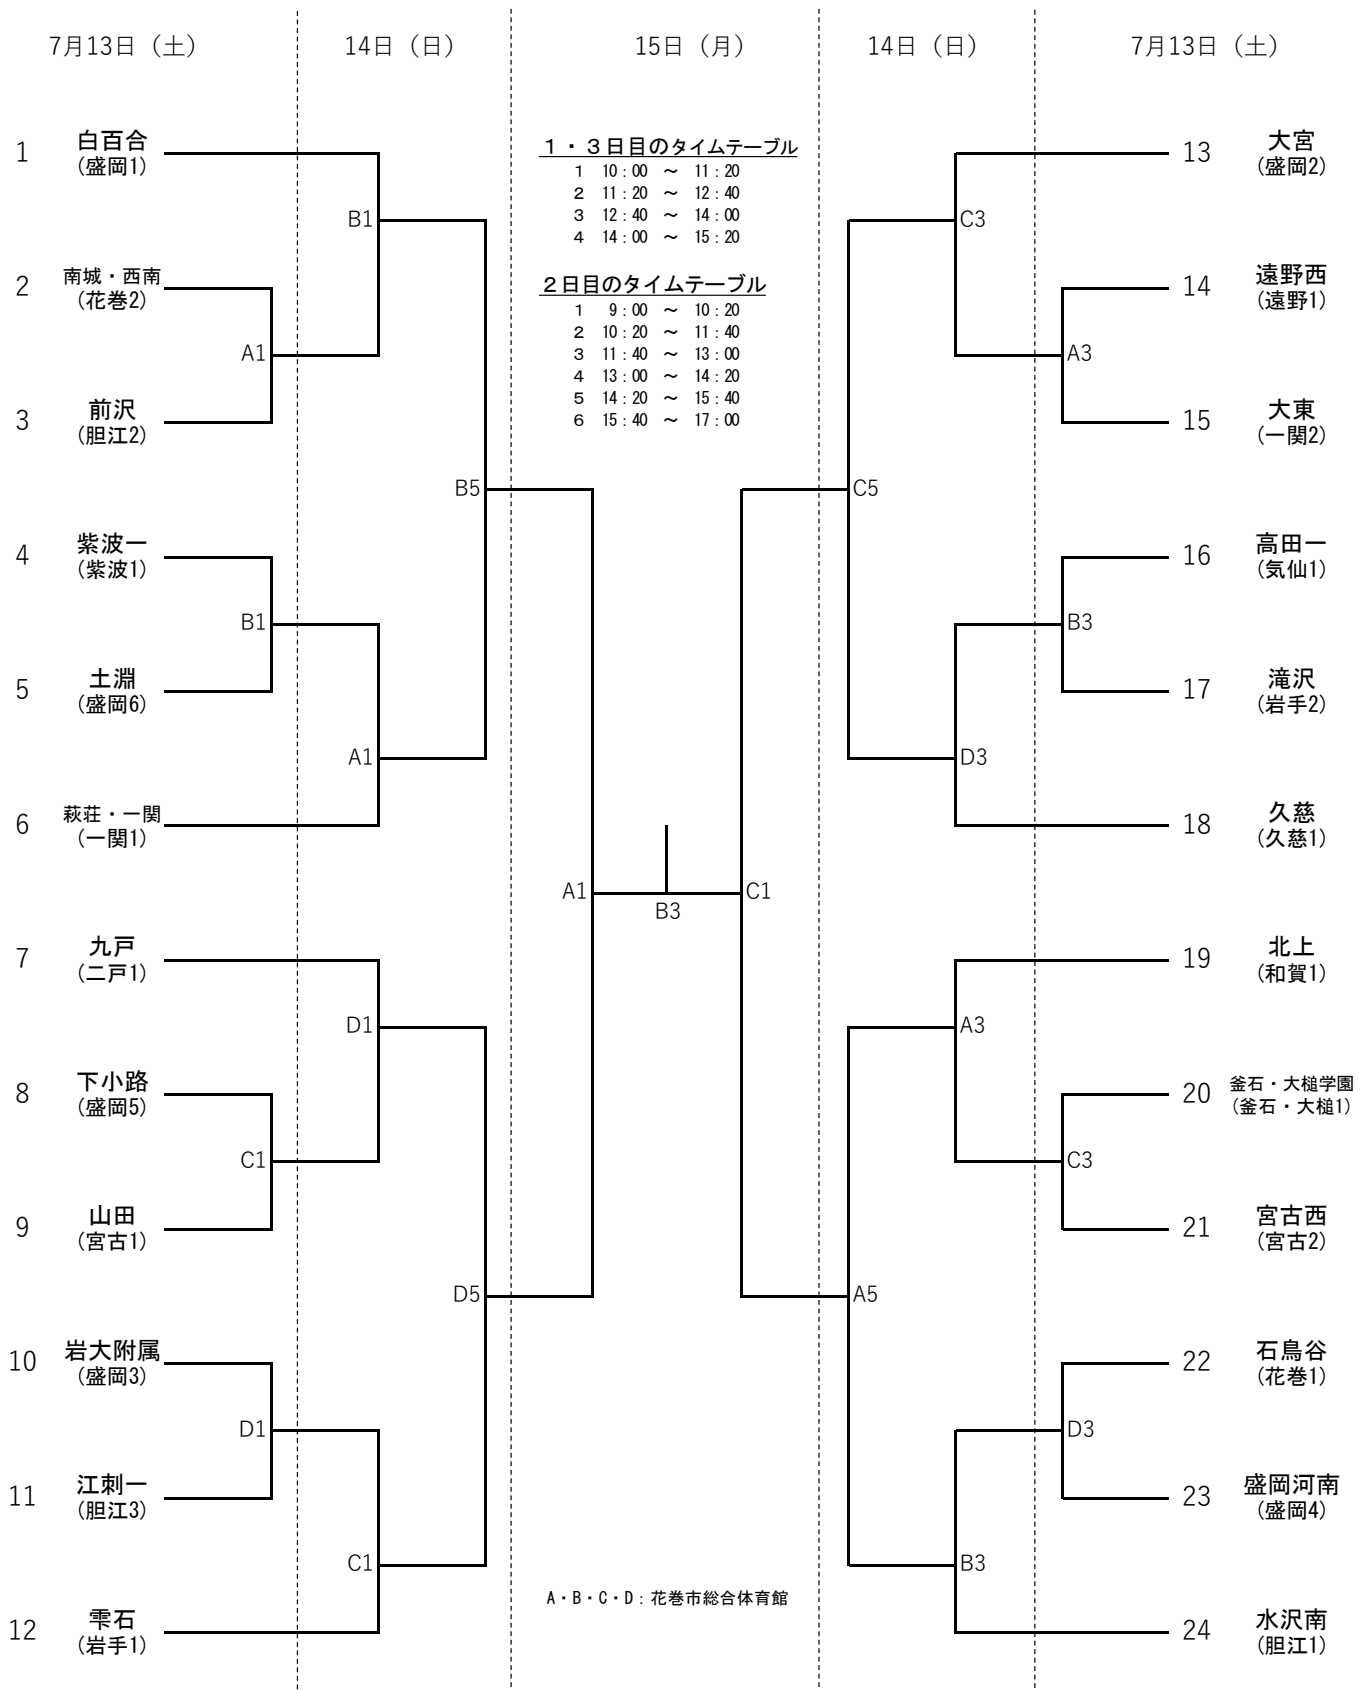 7月13日（土） 14日（日） 15日（月） 14日（日） 7月13日（土）
1 白百合
(盛岡1)
B1
2 南城・西南
(花巻2)
A1
3 前沢
(胆江2)
B5
4 紫波一
(紫波1)
B1
5 土淵
(盛岡6)
A1
6 萩荘・一関
(一関1)
7 九戸
(二戸1)
D1
8 下小路
(盛岡5)
C1
9 山田
(宮古1)
D5
10 岩大附属
(盛岡3)
D1
11 江刺一
(胆江3)
C1
12 雫石
(岩手1)
１・３日目のタイムテーブル
1 10:00 ～ 11:20
2 11:20 ～ 12:40
3 12:40 ～ 14:00
4 14:00 ～ 15:20
２日目のタイムテーブル
1 9:00 ～ 10:20
2 10:20 ～ 11:40
3 11:40 ～ 13:00
4 13:00 ～ 14:20
5 14:20 ～ 15:40
6 15:40 ～ 17:00
A1
B3
C1
A・B・C・D：花巻市総合体育館
13 大宮
(盛岡2)
C3
14 遠野西
(遠野1)
A3
15 大東
(一関2)
C5
16 高田一
(気仙1)
B3
17 滝沢
(岩手2)
D3
18 久慈
(久慈1)
19 北上
(和賀1)
A3
20 釜石・大槌学園
(釜石・大槌1)
C3
21 宮古西
(宮古2)
A5
22 石鳥谷
(花巻1)
D3
23 盛岡河南
(盛岡4)
B3
24 水沢南
(胆江1)